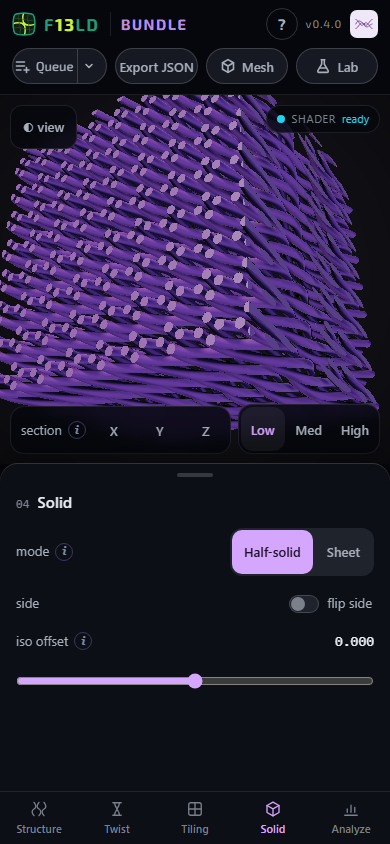 F13LD BUNDLE ? v0.4.0
Queue Export JSON Mesh Lab
view SHADER ready
section i X Y Z Low Med High
04 Solid
mode i Half-solid Sheet
side flip side
iso offset i 0.000
Structure Twist Tiling Solid Analyze